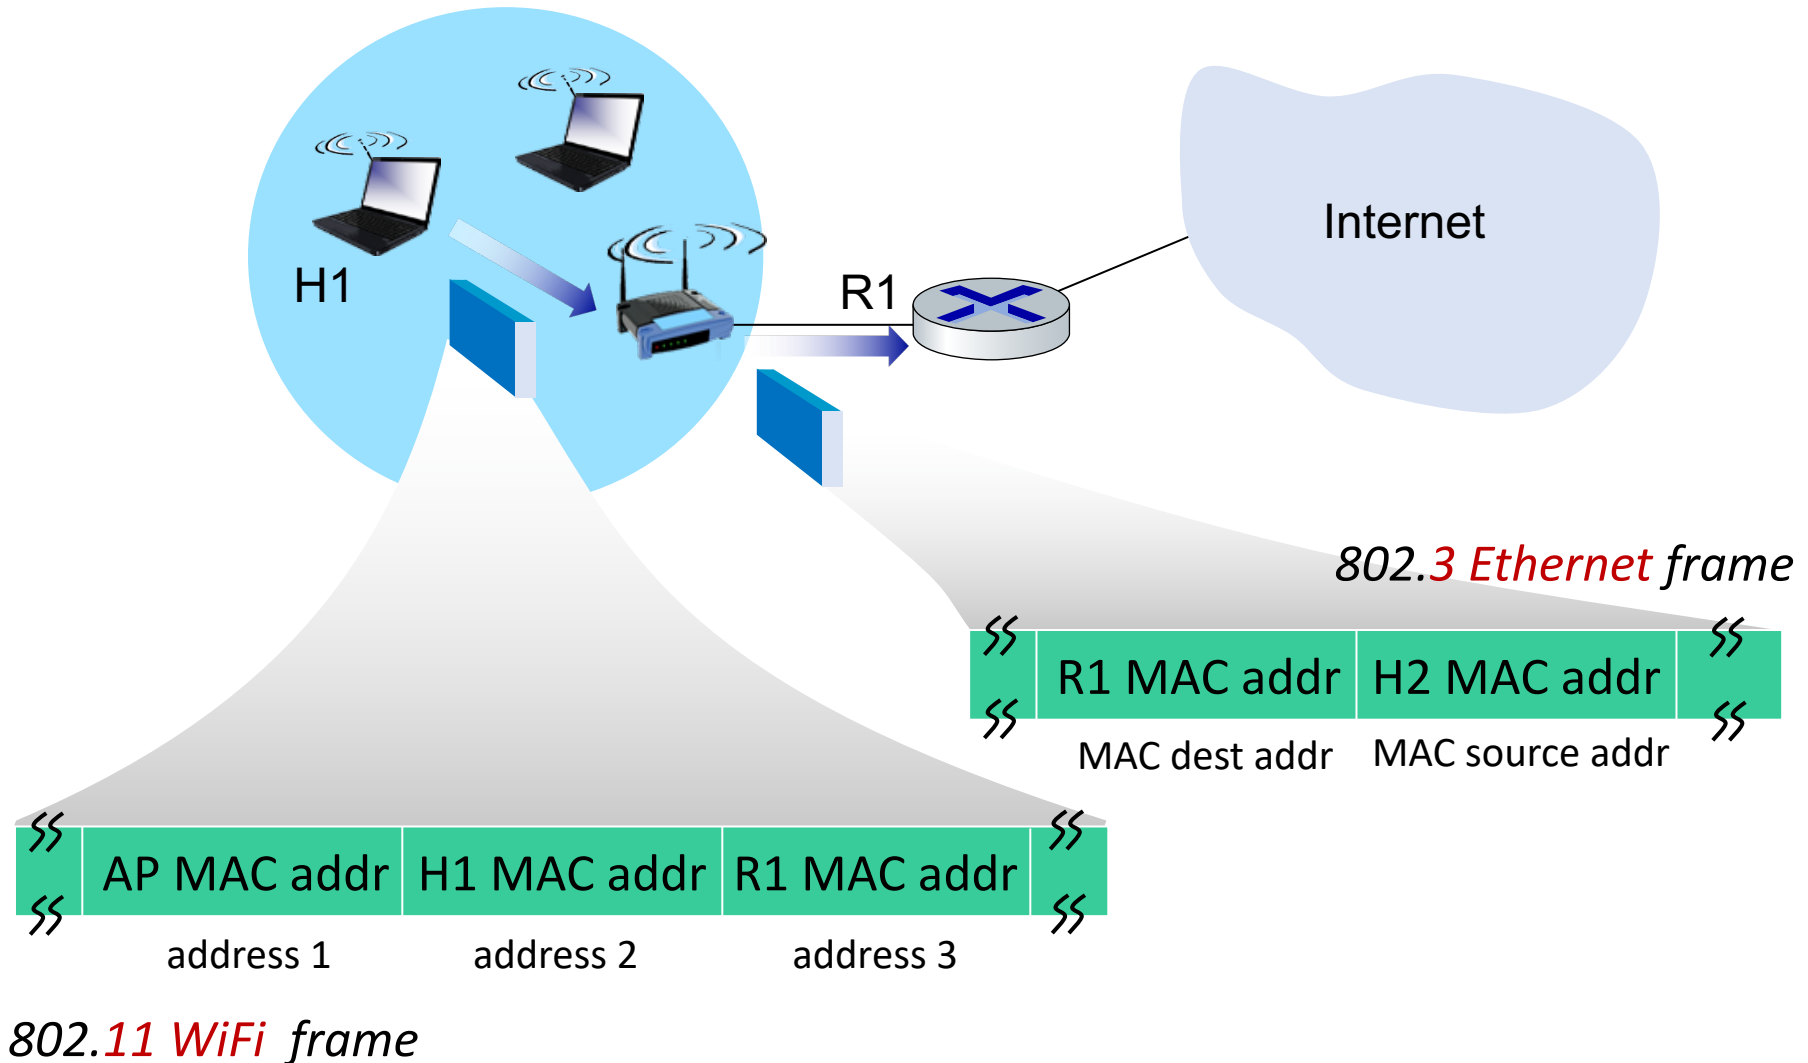 H1
R1
Internet
802.3 Ethernet frame
R1 MAC addr H2 MAC addr
MAC dest addr MAC source addr
AP MAC addr H1 MAC addr R1 MAC addr
address 1 address 2 address 3
802.11 WiFi frame